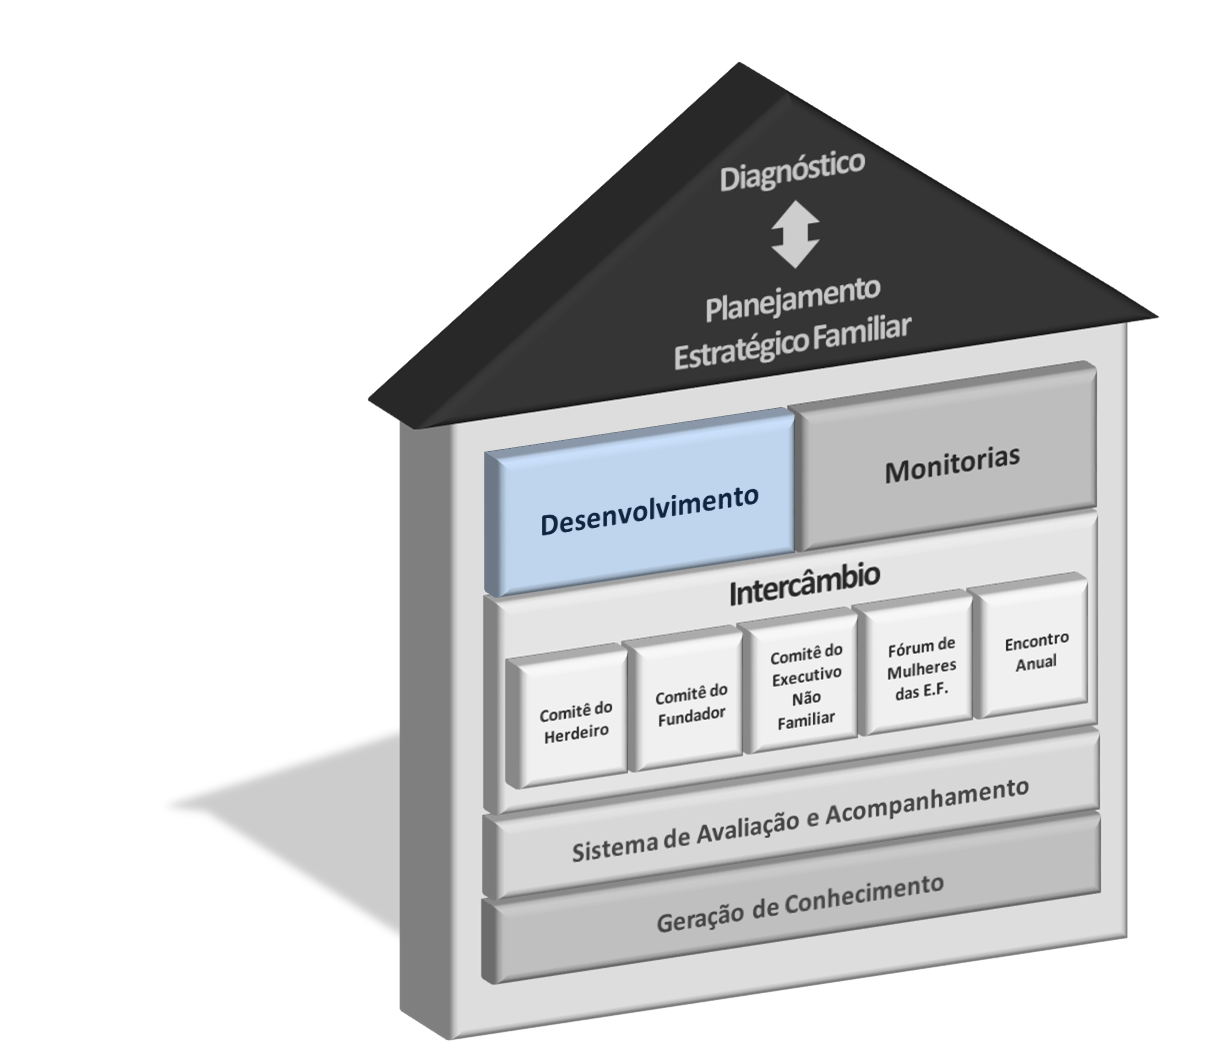 Diagnóstico
Planejamento
Estratégico Familiar
Desenvolvimento
Monitorias
Intercâmbio
Comitê do
Herdeiro
Comitê do
Fundador
Comitê do
Executivo
Não
Familiar
Fórum de
Mulheres
das E.F.
Encontro
Anual
Sistema de Avaliação e Acompanhamento
Geração de Conhecimento